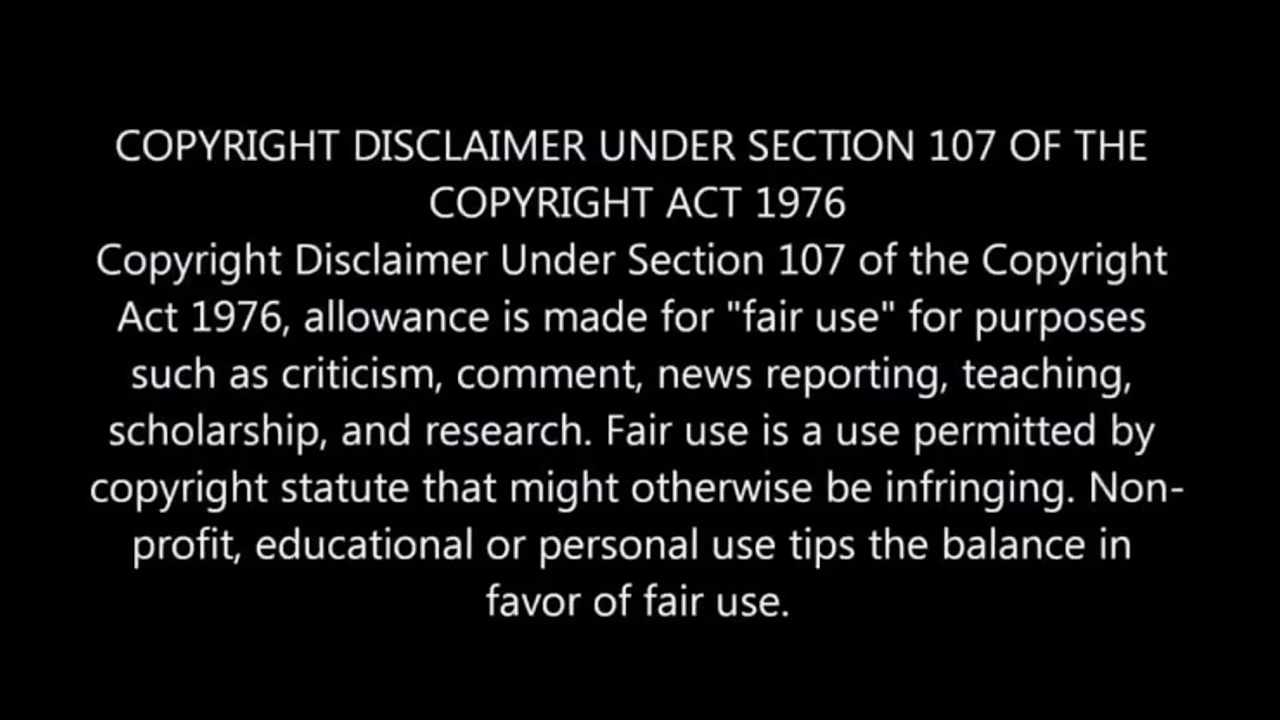 COPYRIGHT DISCLAIMER UNDER SECTION 107 OF THE
COPYRIGHT ACT 1976
Copyright Disclaimer Under Section 107 of the Copyright
Act 1976, allowance is made for "fair use" for purposes
such as criticism, comment, news reporting, teaching,
scholarship, and research. Fair use is a use permitted by
copyright statute that might otherwise be infringing. Non-
profit, educational or personal use tips the balance in
favor of fair use.